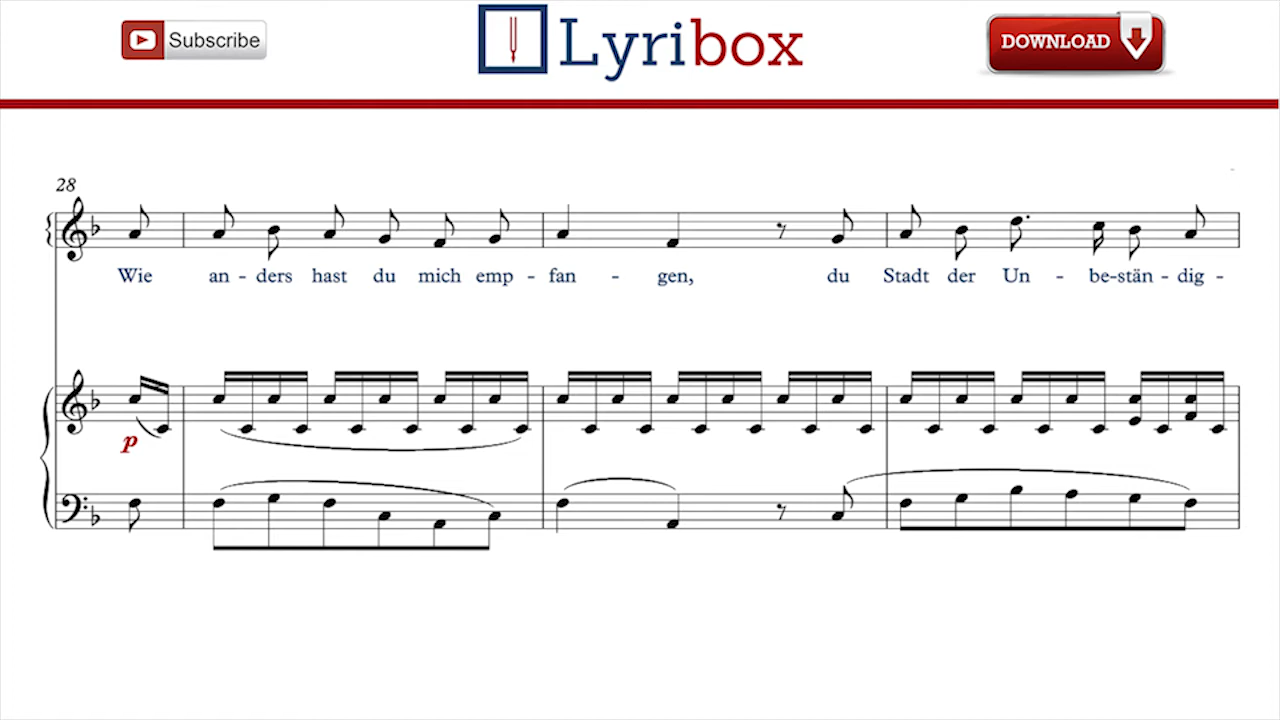 Subscribe
Lyribox
DOWNLOAD
28
Wie an - ders hast du mich emp - fan - gen, du Stadt der Un - be-stän - dig -
p